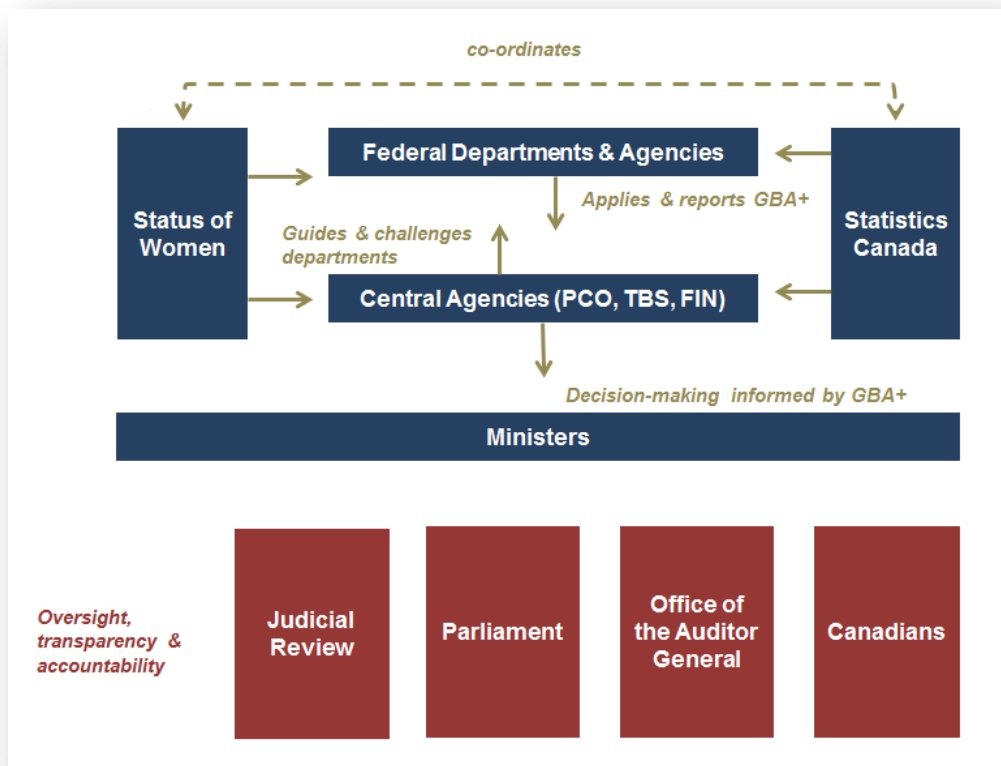 co-ordinates
Federal Departments & Agencies
Status of
Women
Applies & reports GBA+
Statistics
Canada
Guides & challenges
departments
Central Agencies (PCO, TBS, FIN)
Decision-making informed by GBA+
Ministers
Oversight,
transparency &
accountability
Judicial
Review
Parliament
Office of
the Auditor
General
Canadians